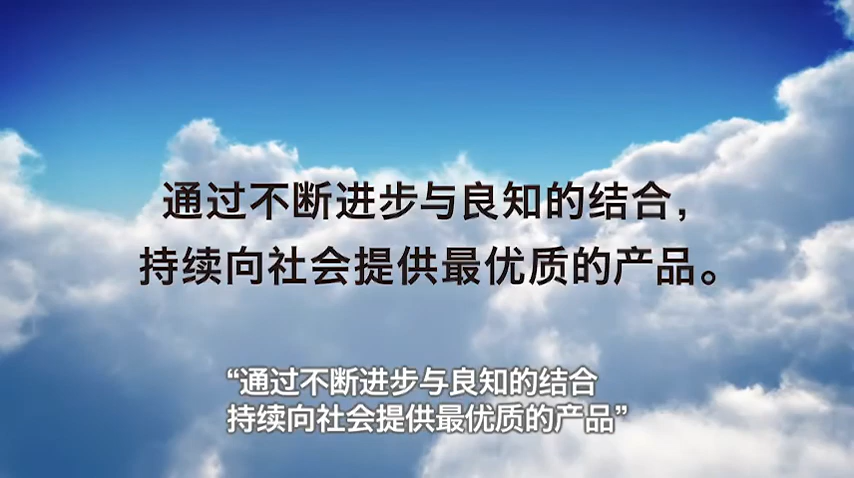 通过不断进步与良知的结合，
持续向社会提供最优质的产品。
“通过不断进步与良知的结合
持续向社会提供最优质的产品”